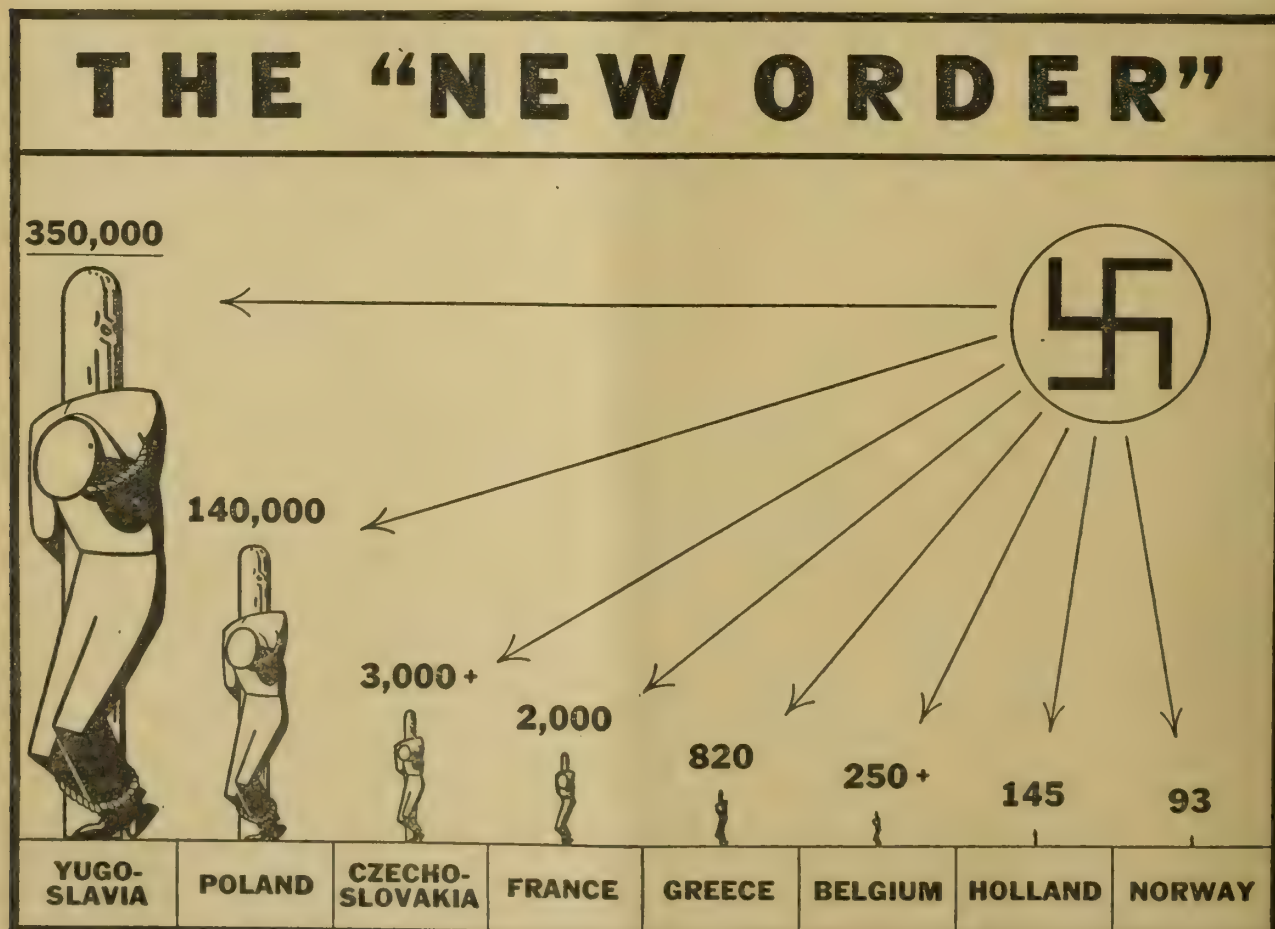 THE “NEW ORDER”
350,000
140,000
3,000 +
2,000
820
250 +
145
93
YUGO-
SLAVIA
POLAND
CZECHO-
SLOVAKIA
FRANCE
GREECE
BELGIUM
HOLLAND
NORWAY